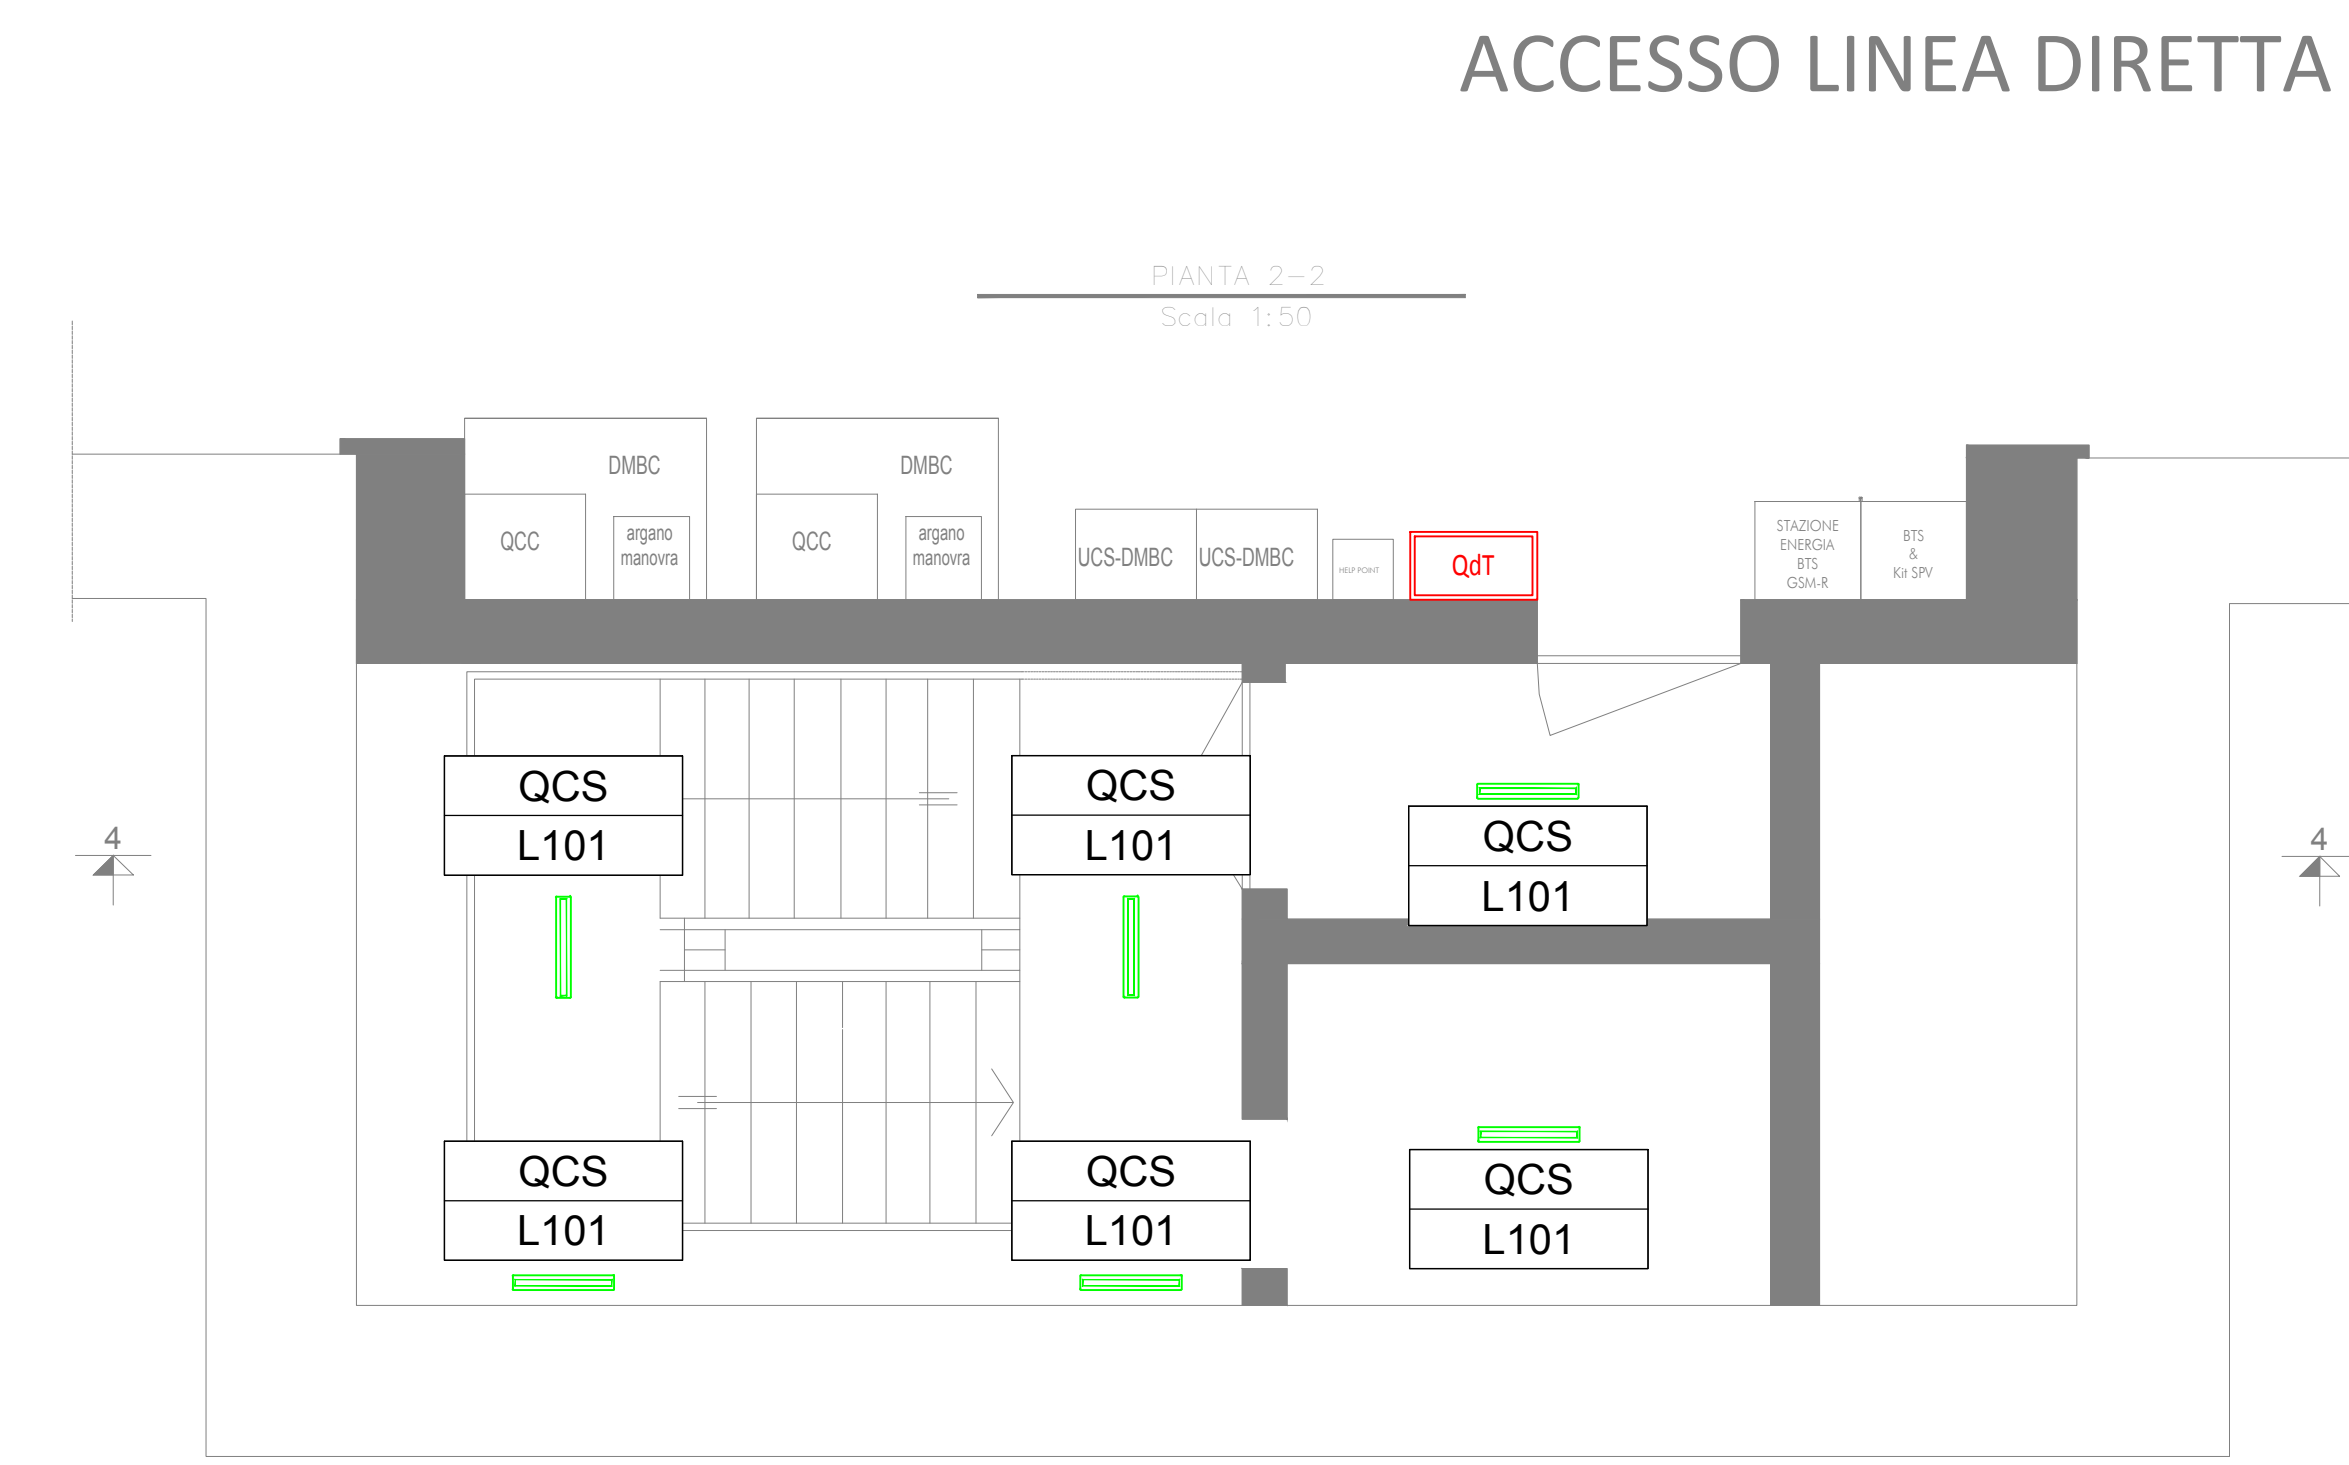 ACCESSO LINEA DIRETTA
PIANTA 2-2
Scala 1:50
DMBC
QCC
argano
manovra
DMBC
QCC
argano
manovra
UCS-DMBC
UCS-DMBC
HELP POINT
QdT
STAZIONE
ENERGIA
BTS
GSM-R
BTS
&
Kit SPV
QCS
L101
QCS
L101
QCS
L101
4
4
QCS
L101
QCS
L101
QCS
L101